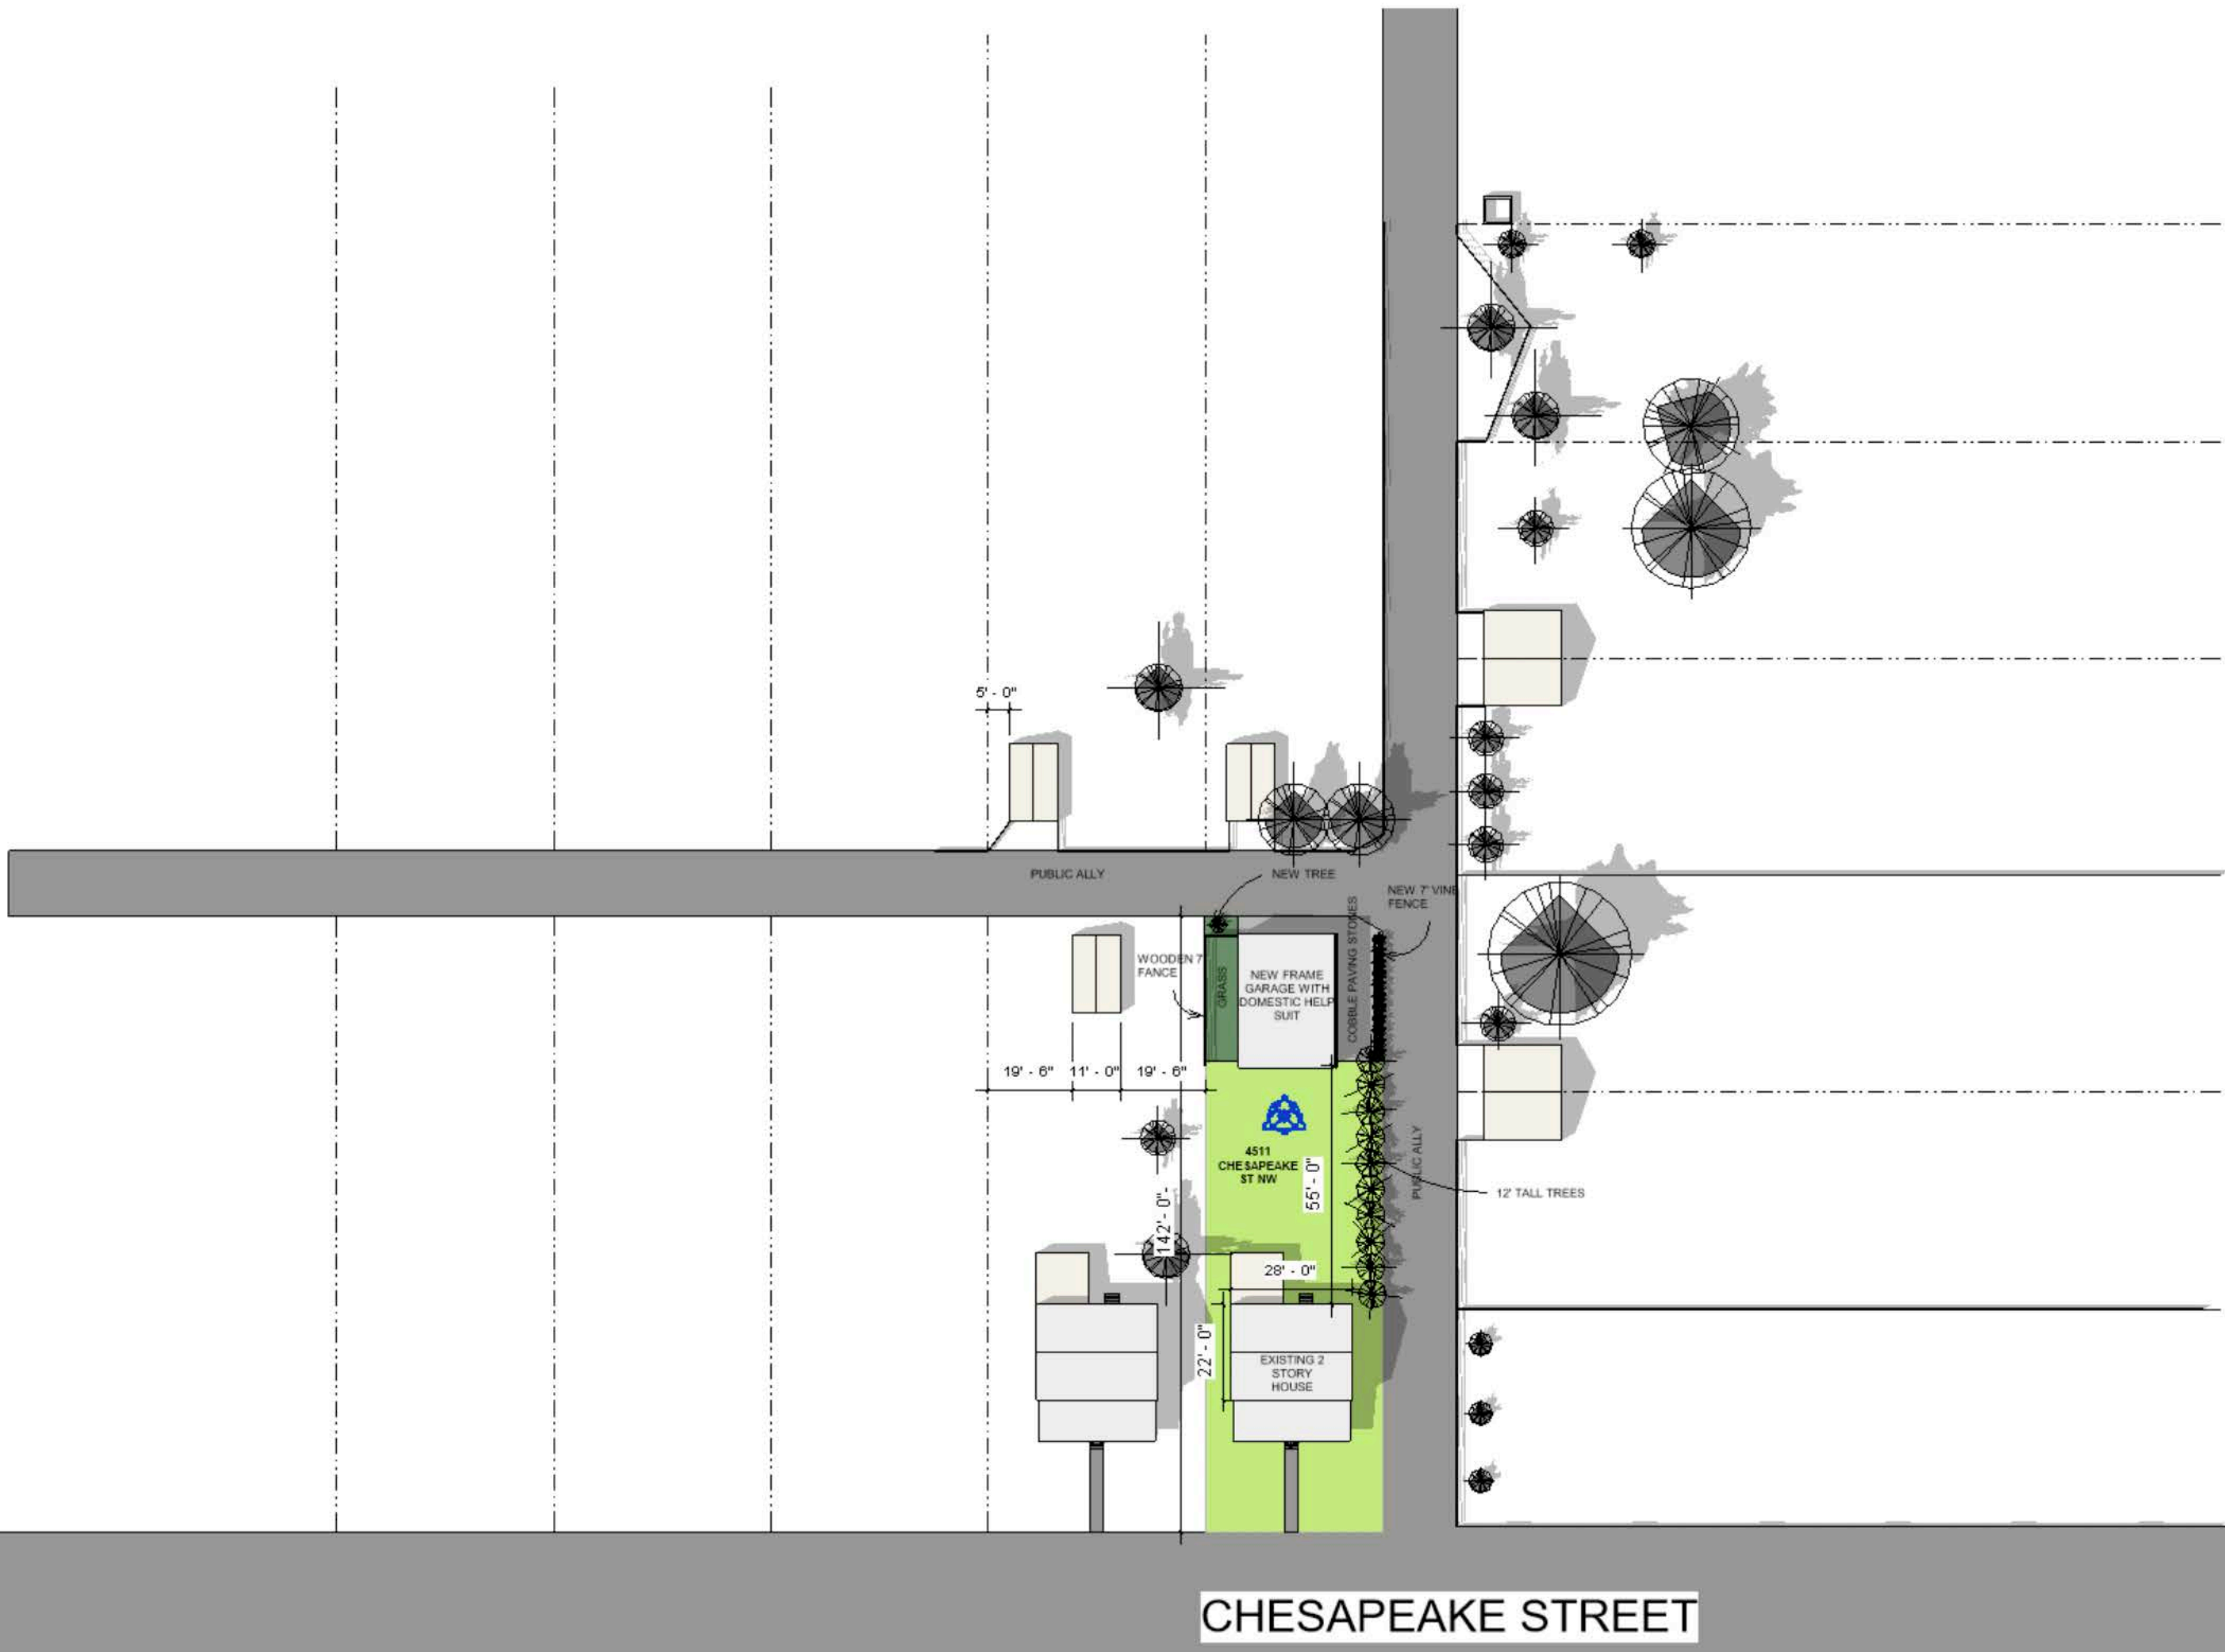 5' - 0"
PUBLIC ALLY
NEW TREE
NEW 7' VINE
FENCE
COBBLE PAVING STONES
WOODEN 7'
FANCE
GRASS
NEW FRAME
GARAGE WITH
DOMESTIC HELP
SUIT
19' - 6"
11' - 0"
19' - 6"
4511
CHESAPEAKE
ST NW
55' - 0"
PUBLIC ALLY
12' TALL TREES
142' - 0"
28' - 0"
22' - 0"
EXISTING 2
STORY
HOUSE
CHESAPEAKE STREET